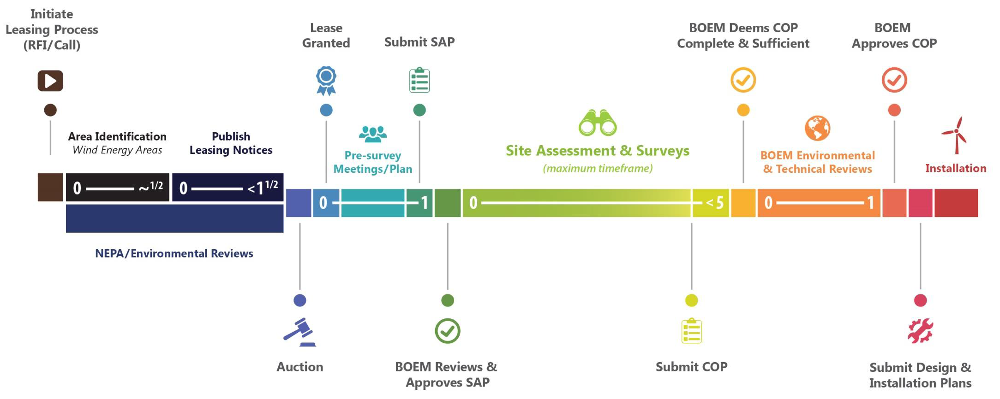 Initiate
Leasing Process
(RFI/Call)
Lease
Granted
Submit SAP
BOEM Deems COP
Complete & Sufficient
BOEM
Approves COP
Area Identification
Wind Energy Areas
Publish
Leasing Notices
Pre-survey
Meetings/Plan
Site Assessment & Surveys
(maximum timeframe)
BOEM Environmental
& Technical Reviews
Installation
0 ~1/2
0 <1 1/2
0 1
0 <5
0 1
NEPA/Environmental Reviews
Auction
BOEM Reviews &
Approves SAP
Submit COP
Submit Design &
Installation Plans